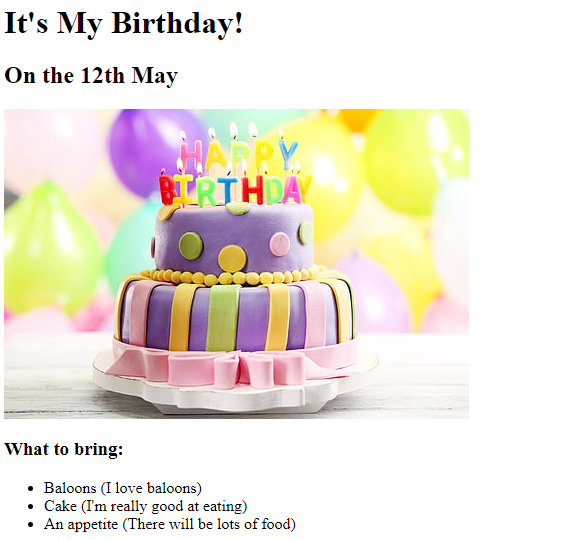 It's My Birthday!
On the 12th May
HAPPY
BIRTHDAY
What to bring:
Baloons (I love baloons)
Cake (I'm really good at eating)
An appetite (There will be lots of food)